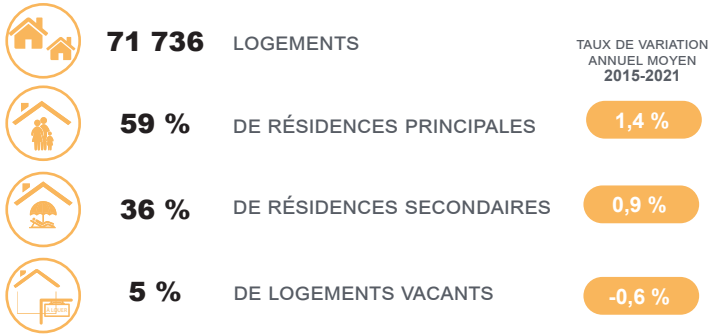 71 736 LOGEMENTS
TAUX DE VARIATION
ANNUEL MOYEN
2015-2021
59 % DE RÉSIDENCES PRINCIPALES 1,4 %
36 % DE RÉSIDENCES SECONDAIRES 0,9 %
5 % DE LOGEMENTS VACANTS -0,6 %